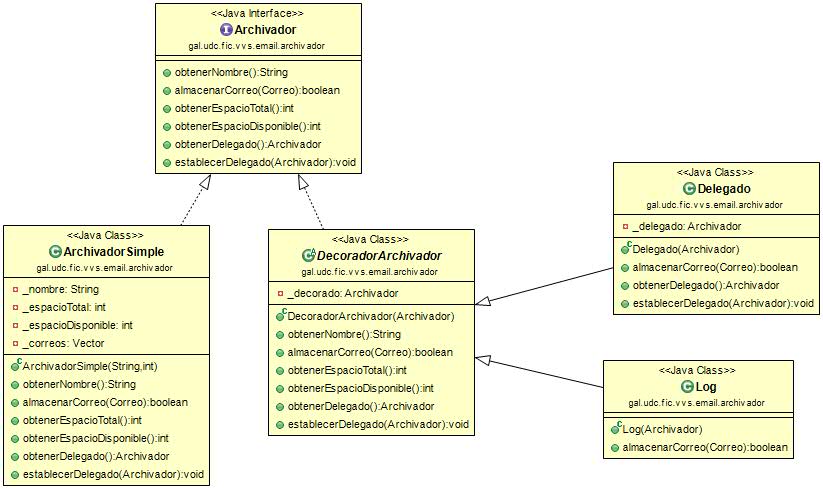 <<Java Interface>>
Archivador
gal.udc.fic.vvs.email.archivador
obtenerNombre():String
almacenarCorreo(Correo):boolean
obtenerEspacioTotal():int
obtenerEspacioDisponible():int
obtenerDelegado():Archivador
establecerDelegado(Archivador):void
<<Java Class>>
ArchivadorSimple
gal.udc.fic.vvs.email.archivador
_nombre: String
_espacioTotal: int
_espacioDisponible: int
_correos: Vector
ArchivadorSimple(String,int)
obtenerNombre():String
almacenarCorreo(Correo):boolean
obtenerEspacioTotal():int
obtenerEspacioDisponible():int
obtenerDelegado():Archivador
establecerDelegado(Archivador):void
<<Java Class>>
DecoradorArchivador
gal.udc.fic.vvs.email.archivador
_decorado: Archivador
DecoradorArchivador(Archivador)
obtenerNombre():String
almacenarCorreo(Correo):boolean
obtenerEspacioTotal():int
obtenerEspacioDisponible():int
obtenerDelegado():Archivador
establecerDelegado(Archivador):void
<<Java Class>>
Delegado
gal.udc.fic.vvs.email.archivador
_delegado: Archivador
Delegado(Archivador)
almacenarCorreo(Correo):boolean
obtenerDelegado():Archivador
establecerDelegado(Archivador):void
<<Java Class>>
Log
gal.udc.fic.vvs.email.archivador
Log(Archivador)
almacenarCorreo(Correo):boolean